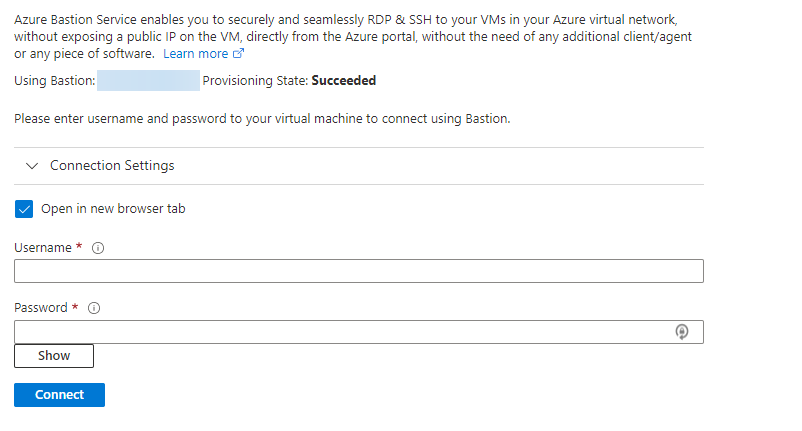 Azure Bastion Service enables you to securely and seamlessly RDP & SSH to your VMs in your Azure virtual network,
without exposing a public IP on the VM, directly from the Azure portal, without the need of any additional client/agent
or any piece of software. Learn more
Using Bastion: Provisioning State: Succeeded
Please enter username and password to your virtual machine to connect using Bastion.
Connection Settings
Open in new browser tab
Username *
Password *
Show
Connect